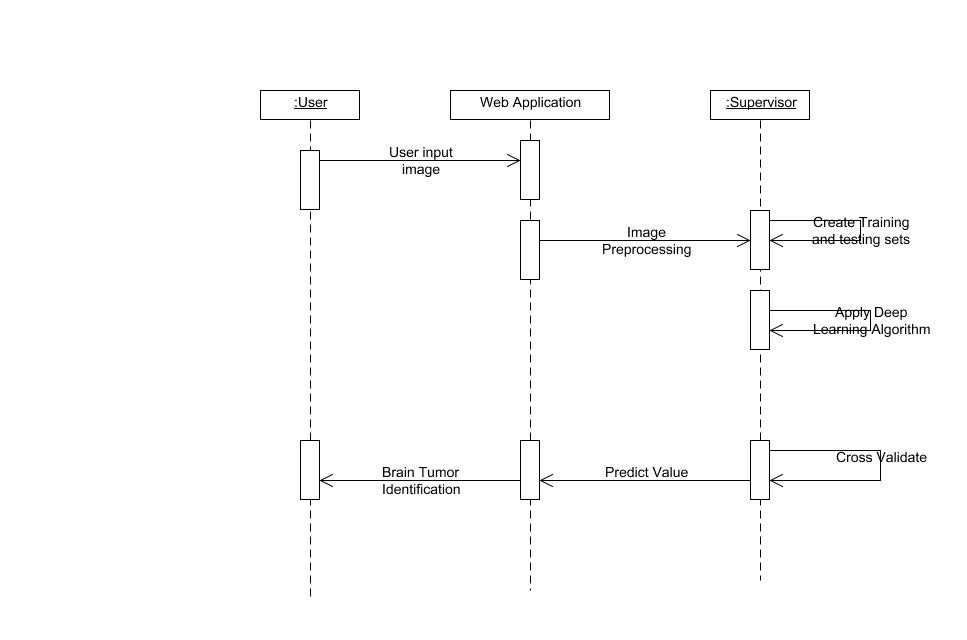 :User
Web Application
:Supervisor
User input
image
Create Training
and testing sets
Image
Preprocessing
Apply Deep
Learning Algorithm
Cross Validate
Brain Tumor
Identification
Predict Value